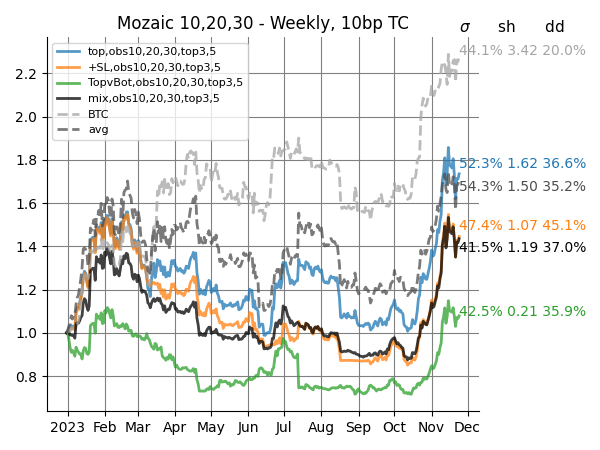 Mozaic 10,20,30 - Weekly, 10bp TC
σ sh dd
top,obs10,20,30,top3,5
+SL,obs10,20,30,top3,5
TopvBot,obs10,20,30,top3,5
mix,obs10,20,30,top3,5
BTC
avg
44.1% 3.42 20.0%
52.3% 1.62 36.6%
54.3% 1.50 35.2%
47.4% 1.07 45.1%
41.5% 1.19 37.0%
42.5% 0.21 35.9%
2.2
2.0
1.8
1.6
1.4
1.2
1.0
0.8
2023 Feb Mar Apr May Jun Jul Aug Sep Oct Nov Dec